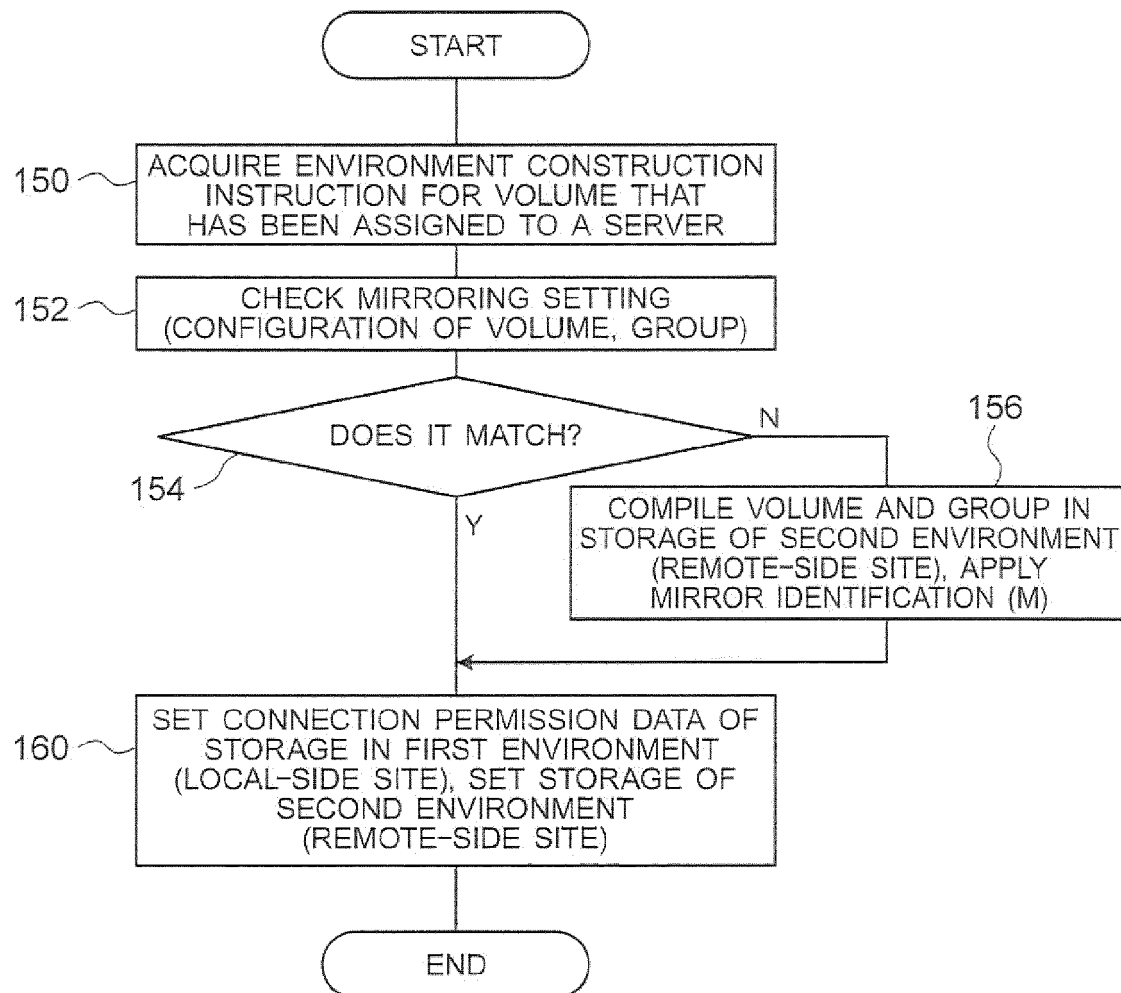 START
150
ACQUIRE ENVIRONMENT CONSTRUCTION
INSTRUCTION FOR VOLUME THAT
HAS BEEN ASSIGNED TO A SERVER
152
CHECK MIRRORING SETTING
(CONFIGURATION OF VOLUME, GROUP)
DOES IT MATCH?
N
156
154
Y
COMPILE VOLUME AND GROUP IN
STORAGE OF SECOND ENVIRONMENT
(REMOTE-SIDE SITE), APPLY
MIRROR IDENTIFICATION (M)
160
SET CONNECTION PERMISSION DATA OF
STORAGE IN FIRST ENVIRONMENT
(LOCAL-SIDE SITE), SET STORAGE OF
SECOND ENVIRONMENT
(REMOTE-SIDE SITE)
END